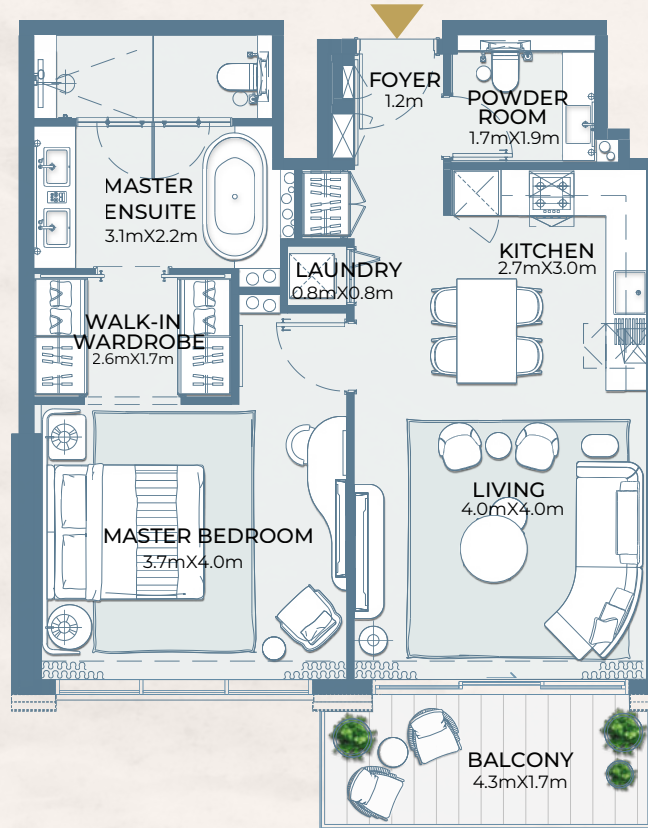 FOYER
1.2m
POWDER
ROOM
1.7mX1.9m
MASTER
ENSUITE
3.1mX2.2m
KITCHEN
2.7mX3.0m
LAUNDRY
0.8mX0.8m
WALK-IN
WARDROBE
2.6mX1.7m
LIVING
4.0mX4.0m
MASTER BEDROOM
3.7mX4.0m
BALCONY
4.3mX1.7m